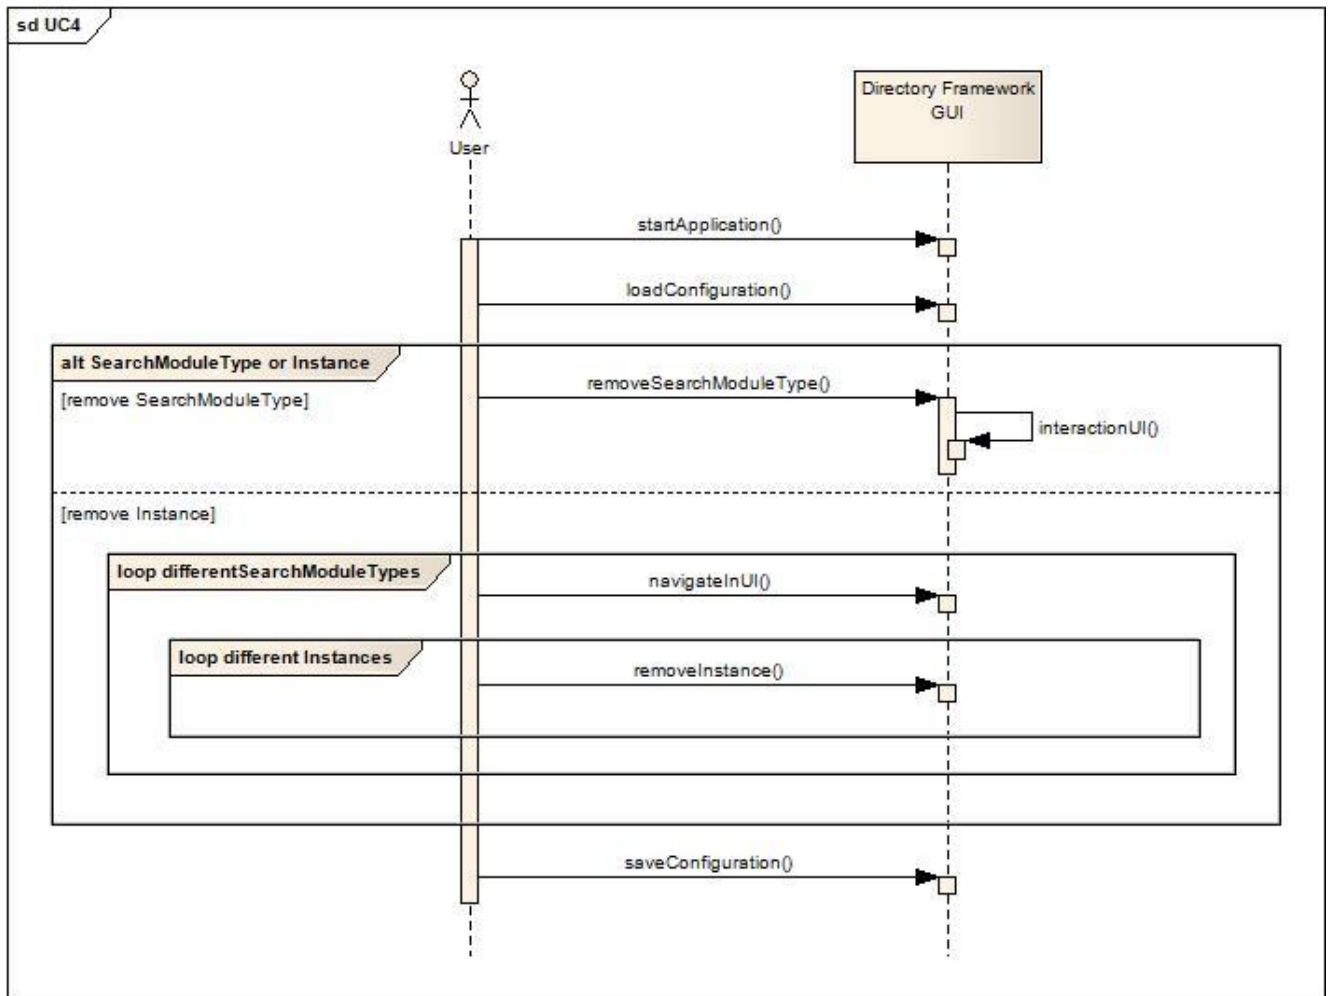 sd UC4
Directory Framework
GUI
User
startApplication()
loadConfiguration()
alt SearchModuleType or Instance
[remove SearchModuleType]
removeSearchModuleType()
interactionUI()
[remove Instance]
loop differentSearchModuleTypes
navigateInUI()
loop different Instances
removeInstance()
saveConfiguration()